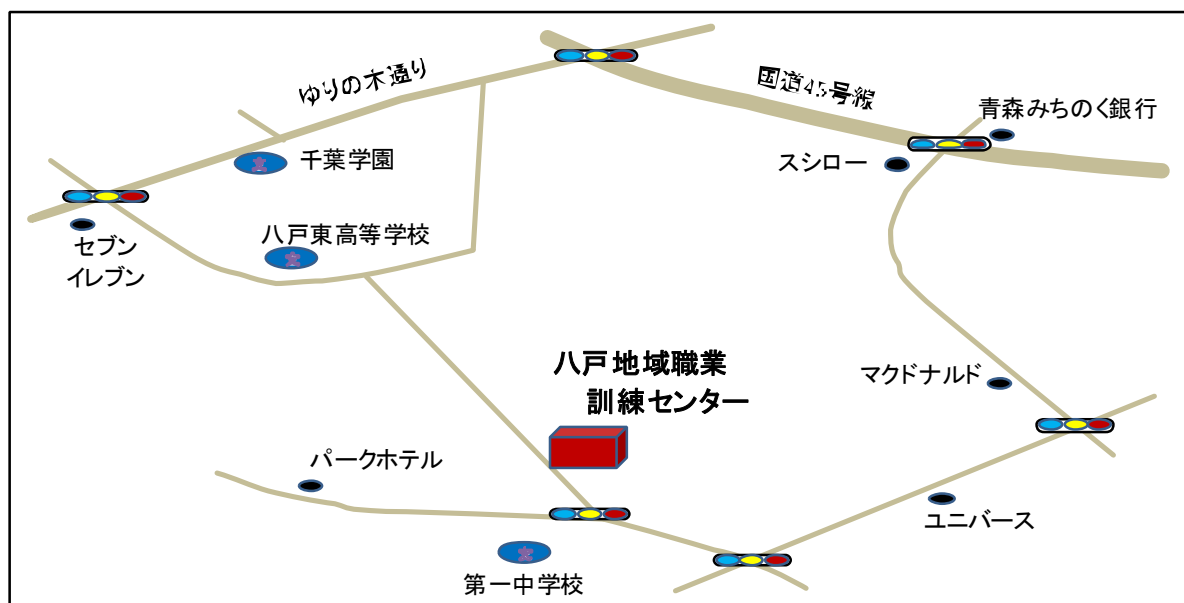 ゆりの木通り
国道45号線
青森みちのく銀行
スシロー
千葉学園
八戸東高等学校
セブン
イレブン
八戸地域職業
訓練センター
マクドナルド
パークホテル
ユニバース
第一中学校